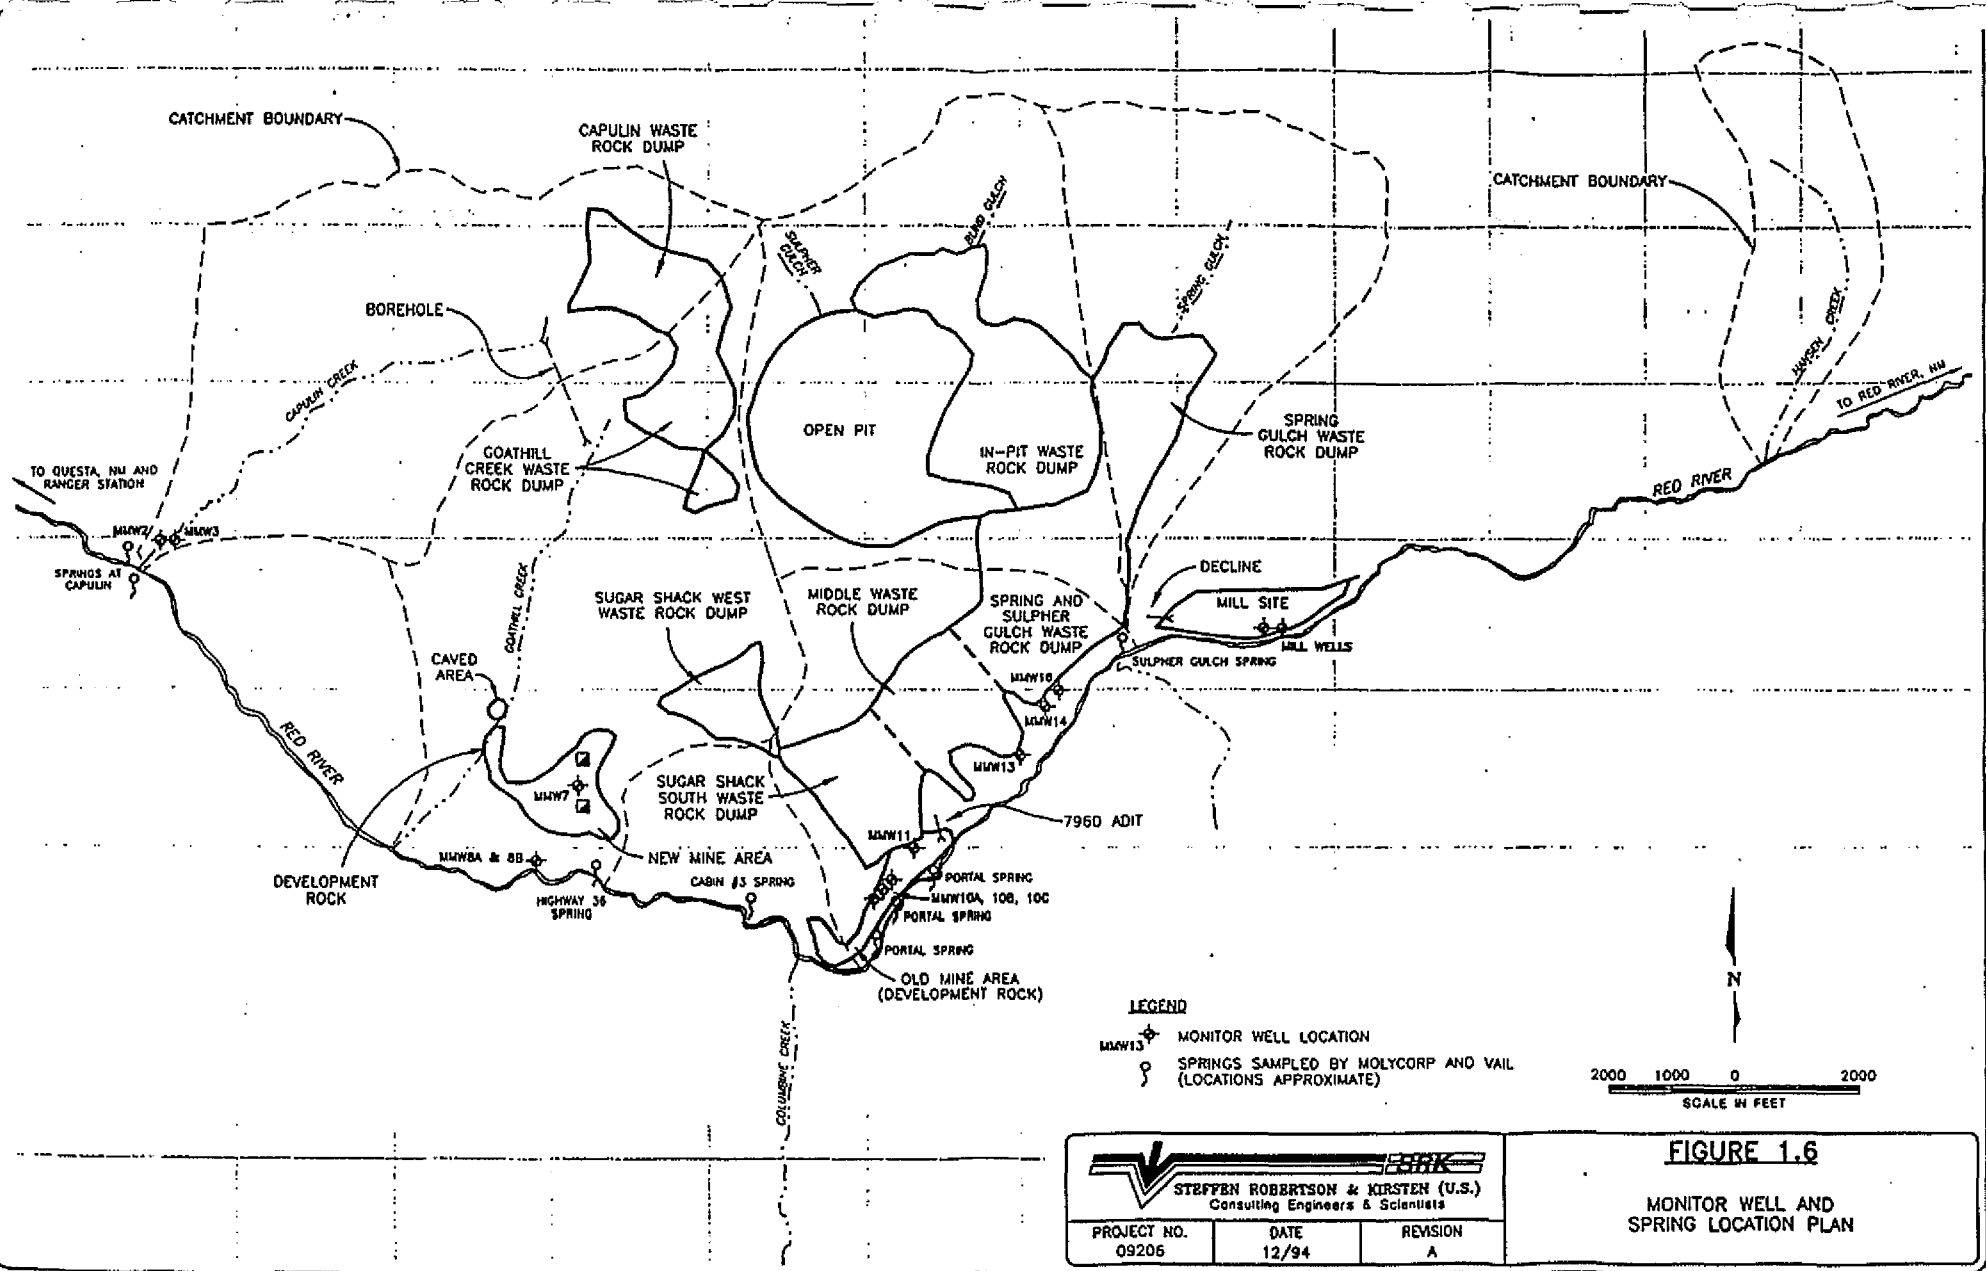 CATCHMENT BOUNDARY
CAPULIN WASTE
ROCK DUMP
CATCHMENT BOUNDARY
BLIND GULCH
SULPHER
GULCH
SPRING GULCH
BOREHOLE
CAPULIN CREEK
HANSEN CREEK
TO RED RIVER, NM
OPEN PIT
IN-PIT WASTE
ROCK DUMP
SPRING
GULCH WASTE
ROCK DUMP
GOATHILL
CREEK WASTE
ROCK DUMP
TO QUESTA, NM AND
RANGER STATION
RED RIVER
MMW2
MMW3
SPRINGS AT
CAPULIN
GOATHILL CREEK
SUGAR SHACK WEST
WASTE ROCK DUMP
MIDDLE WASTE
ROCK DUMP
SPRING AND
SULPHER
GULCH WASTE
ROCK DUMP
DECLINE
MILL SITE
MILL WELLS
SULPHER GULCH SPRING
CAVED
AREA
MMW16
MMW14
RED RIVER
MMW13
MMW7
SUGAR SHACK
SOUTH WASTE
ROCK DUMP
7960 ADIT
MMW11
MMW8A & 8B
NEW MINE AREA
DEVELOPMENT
ROCK
CABIN #3 SPRING
HIGHWAY 38
SPRING
PORTAL SPRING
MMW10A, 10B, 10C
PORTAL SPRING
PORTAL SPRING
OLD MINE AREA
(DEVELOPMENT ROCK)
COLUMBINE CREEK
N
LEGEND
MMW13
MONITOR WELL LOCATION
SPRINGS SAMPLED BY MOLYCORP AND VAIL
(LOCATIONS APPROXIMATE)
2000 1000 0 2000
SCALE IN FEET
SRK
STEFFEN ROBERTSON & KIRSTEN (U.S.)
Consulting Engineers & Scientists
PROJECT NO.
09206
DATE
12/94
REVISION
A
FIGURE 1.6
MONITOR WELL AND
SPRING LOCATION PLAN